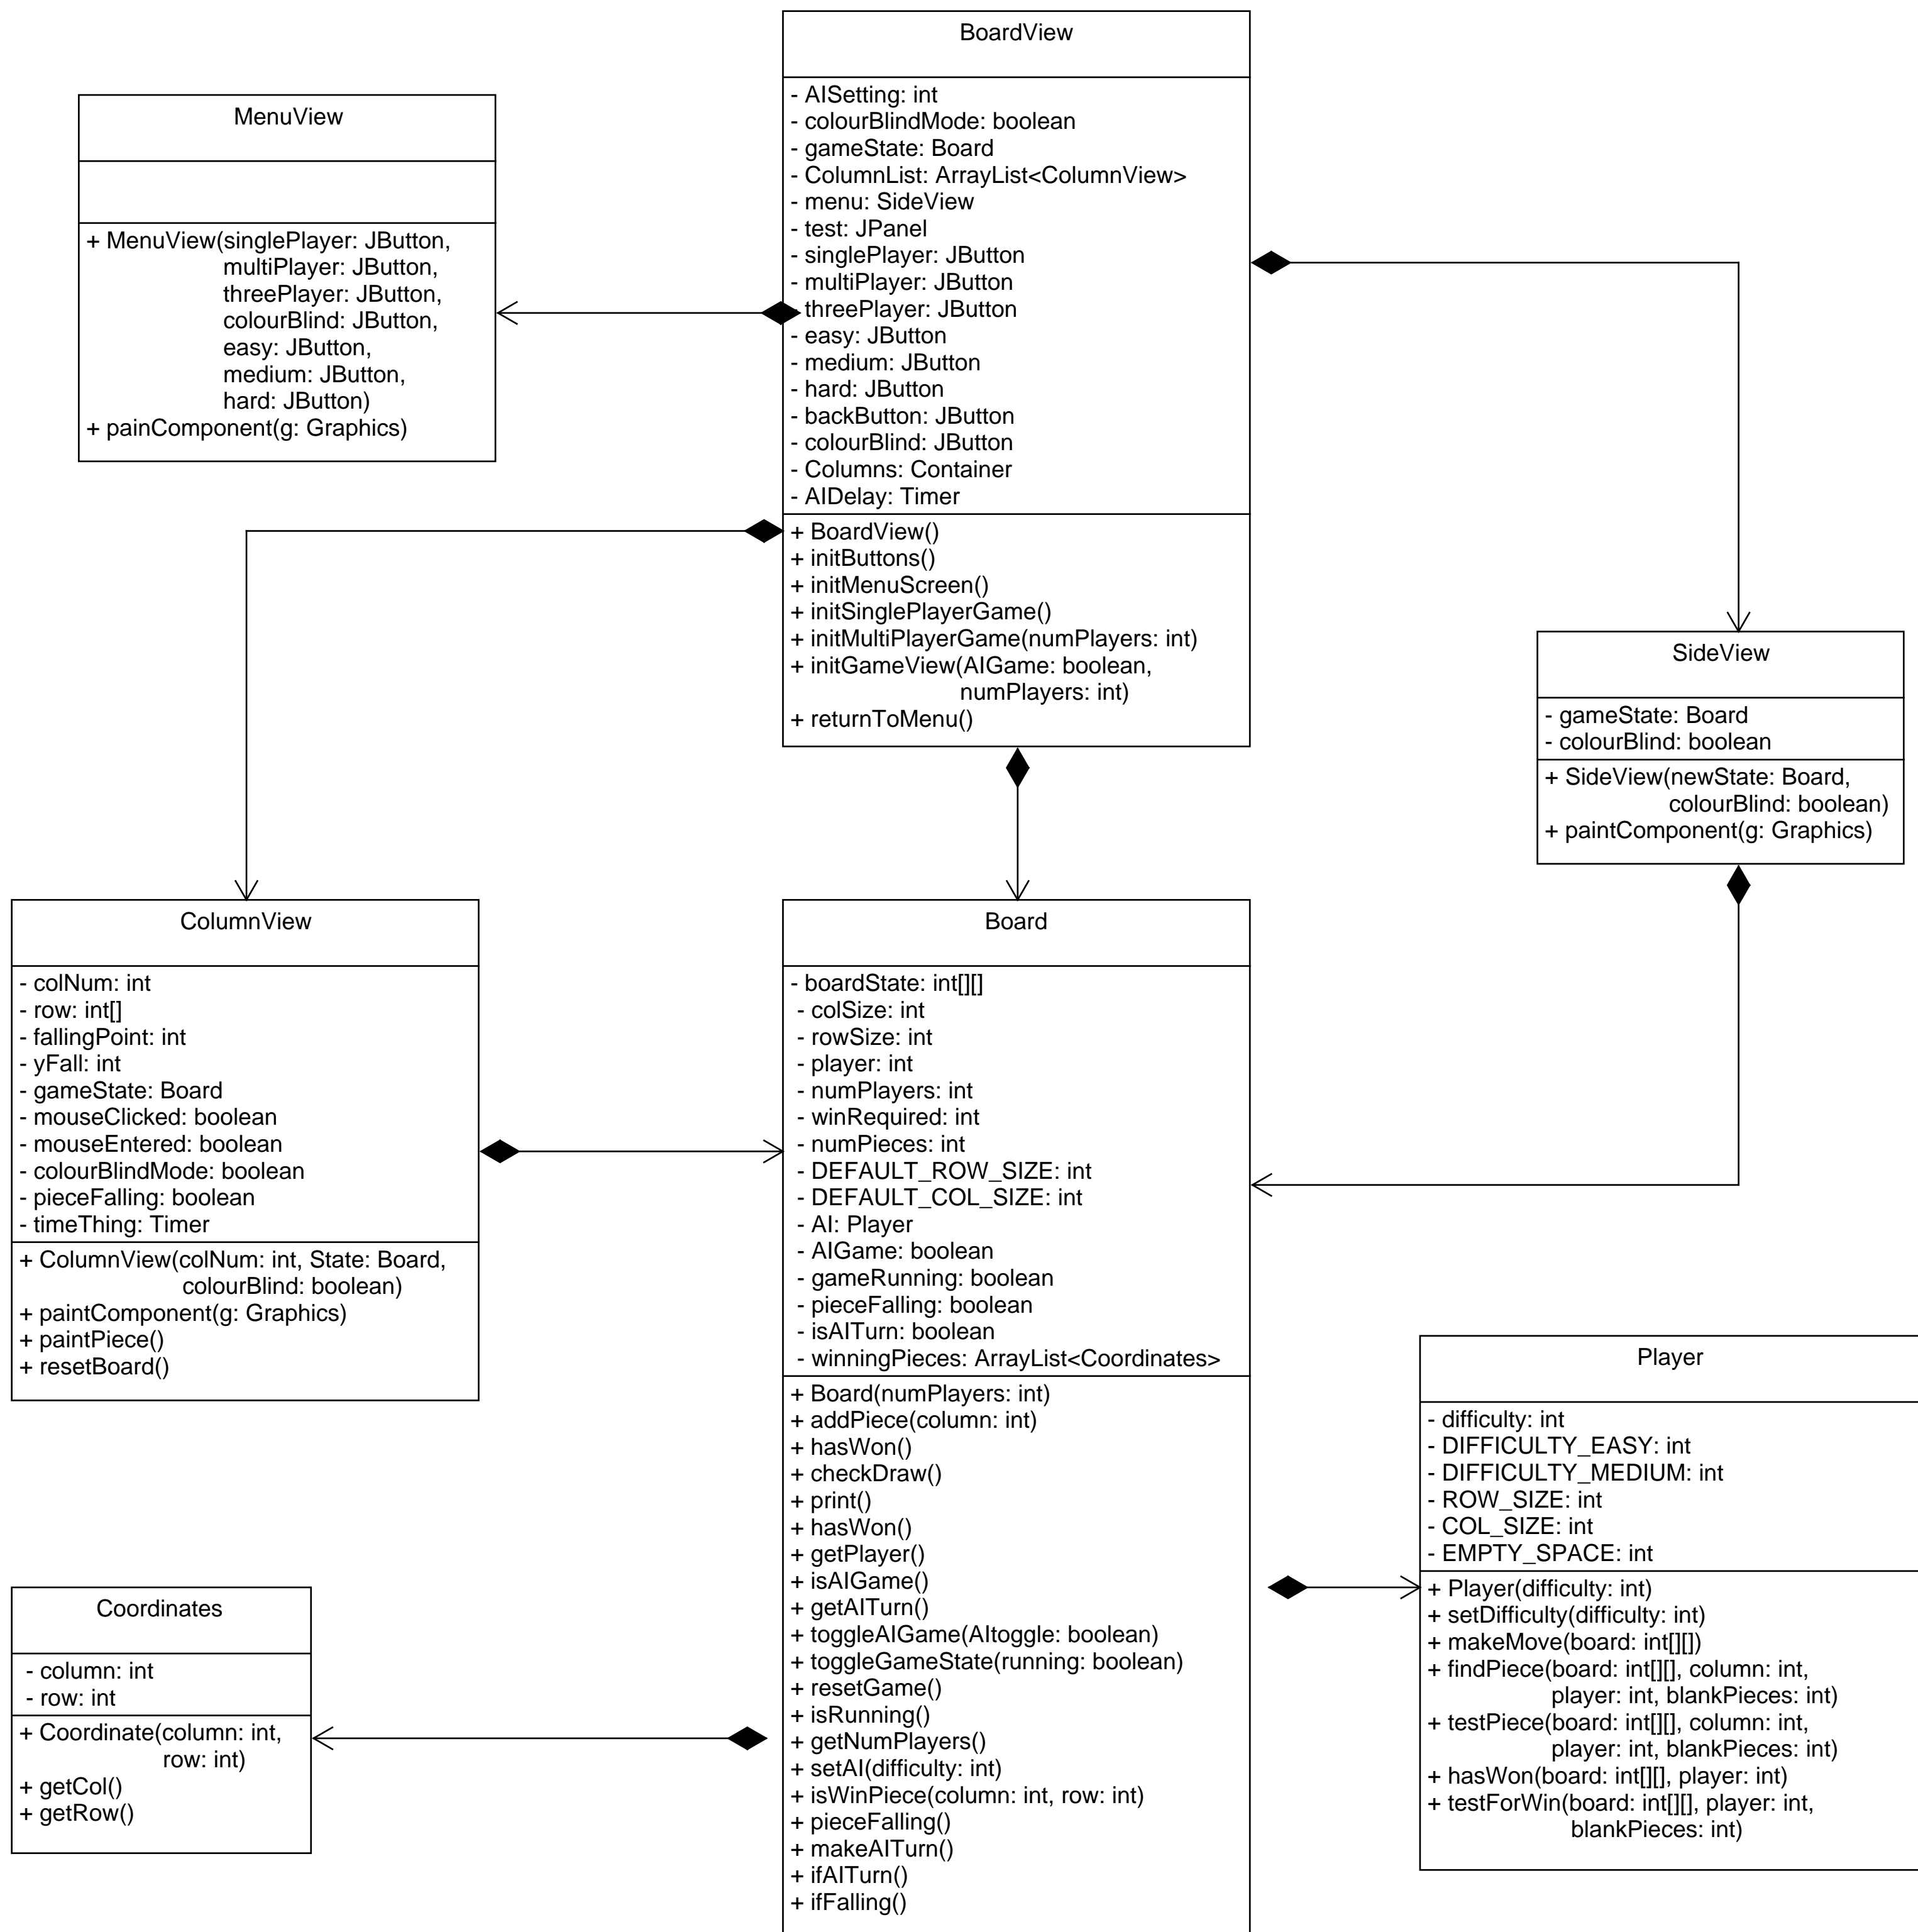 BoardView
- AISetting: int
- colourBlindMode: boolean
- gameState: Board
- ColumnList: ArrayList<ColumnView>
- menu: SideView
- test: JPanel
- singlePlayer: JButton
- multiPlayer: JButton
threePlayer: JButton
- easy: JButton
- medium: JButton
- hard: JButton
- backButton: JButton
- colourBlind: JButton
- Columns: Container
- AIDelay: Timer
+ BoardView()
+ initButtons()
+ initMenuScreen()
+ initSinglePlayerGame()
+ initMultiPlayerGame(numPlayers: int)
+ initGameView(AIGame: boolean,
numPlayers: int)
+ returnToMenu()
MenuView
+ MenuView(singlePlayer: JButton,
multiPlayer: JButton,
threePlayer: JButton,
colourBlind: JButton,
easy: JButton,
medium: JButton,
hard: JButton)
+ painComponent(g: Graphics)
SideView
- gameState: Board
- colourBlind: boolean
+ SideView(newState: Board,
colourBlind: boolean)
+ paintComponent(g: Graphics)
ColumnView
- colNum: int
- row: int[]
- fallingPoint: int
- yFall: int
- gameState: Board
- mouseClicked: boolean
- mouseEntered: boolean
- colourBlindMode: boolean
- pieceFalling: boolean
- timeThing: Timer
+ ColumnView(colNum: int, State: Board,
colourBlind: boolean)
+ paintComponent(g: Graphics)
+ paintPiece()
+ resetBoard()
Board
- boardState: int[][]
- colSize: int
- rowSize: int
- player: int
- numPlayers: int
- winRequired: int
- numPieces: int
- DEFAULT_ROW_SIZE: int
- DEFAULT_COL_SIZE: int
- AI: Player
- AIGame: boolean
- gameRunning: boolean
- pieceFalling: boolean
- isAITurn: boolean
- winningPieces: ArrayList<Coordinates>
+ Board(numPlayers: int)
+ addPiece(column: int)
+ hasWon()
+ checkDraw()
+ print()
+ hasWon()
+ getPlayer()
+ isAIGame()
+ getAITurn()
+ toggleAIGame(AItoggle: boolean)
+ toggleGameState(running: boolean)
+ resetGame()
+ isRunning()
+ getNumPlayers()
+ setAI(difficulty: int)
+ isWinPiece(column: int, row: int)
+ pieceFalling()
+ makeAITurn()
+ ifAITurn()
+ ifFalling()
Player
- difficulty: int
- DIFFICULTY_EASY: int
- DIFFICULTY_MEDIUM: int
- ROW_SIZE: int
- COL_SIZE: int
- EMPTY_SPACE: int
+ Player(difficulty: int)
+ setDifficulty(difficulty: int)
+ makeMove(board: int[][])
+ findPiece(board: int[][], column: int,
player: int, blankPieces: int)
+ testPiece(board: int[][], column: int,
player: int, blankPieces: int)
+ hasWon(board: int[][], player: int)
+ testForWin(board: int[][], player: int,
blankPieces: int)
Coordinates
- column: int
- row: int
+ Coordinate(column: int,
row: int)
+ getCol()
+ getRow()